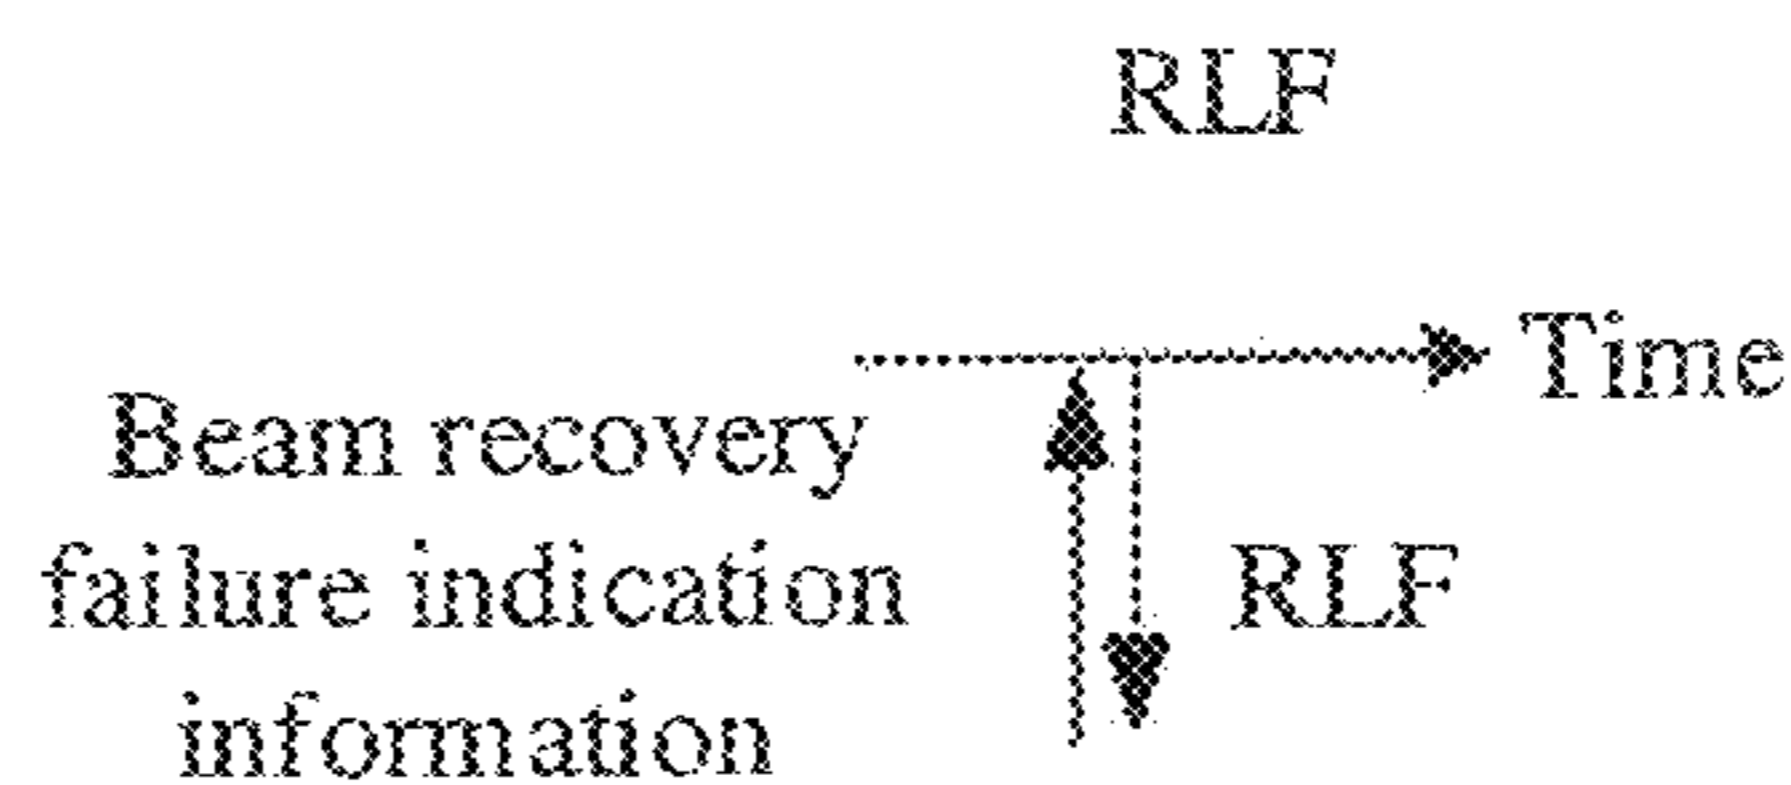 RLF
Time
Beam recovery
failure indication
information
RLF